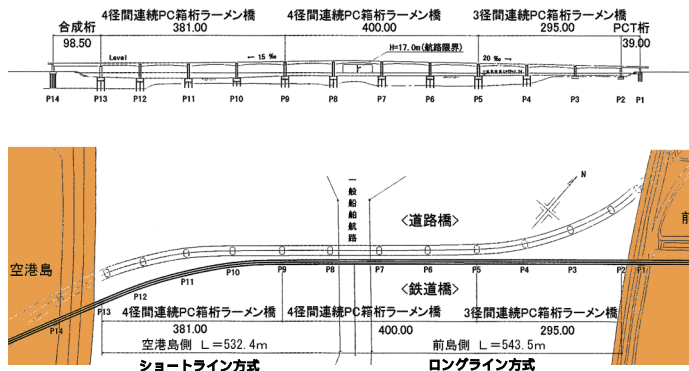 4径間連続PC箱桁ラーメン橋 4径間連続PC箱桁ラーメン橋 3径間連続PC箱桁ラーメン橋
合成桁 381.00 400.00 295.00 PCT桁
98.50 39.00
H=17.0m(航路限界)
Level ← 15 ‰ 20 ‰ →
P14 P13 P12 P11 P10 P9 P8 P7 P6 P5 P4 P3 P2 P1
一般船舶航路
N
<道路橋>
前
空港島
P14 P13 P12 P11 P10 P9 P8 P7 P6 P5 P4 P3 P2 P1
<鉄道橋>
4径間連続PC箱桁ラーメン橋 4径間連続PC箱桁ラーメン橋 3径間連続PC箱桁ラーメン橋
381.00 400.00 295.00
空港島側 L=532.4m 前島側 L=543.5m
ショートライン方式 ロングライン方式